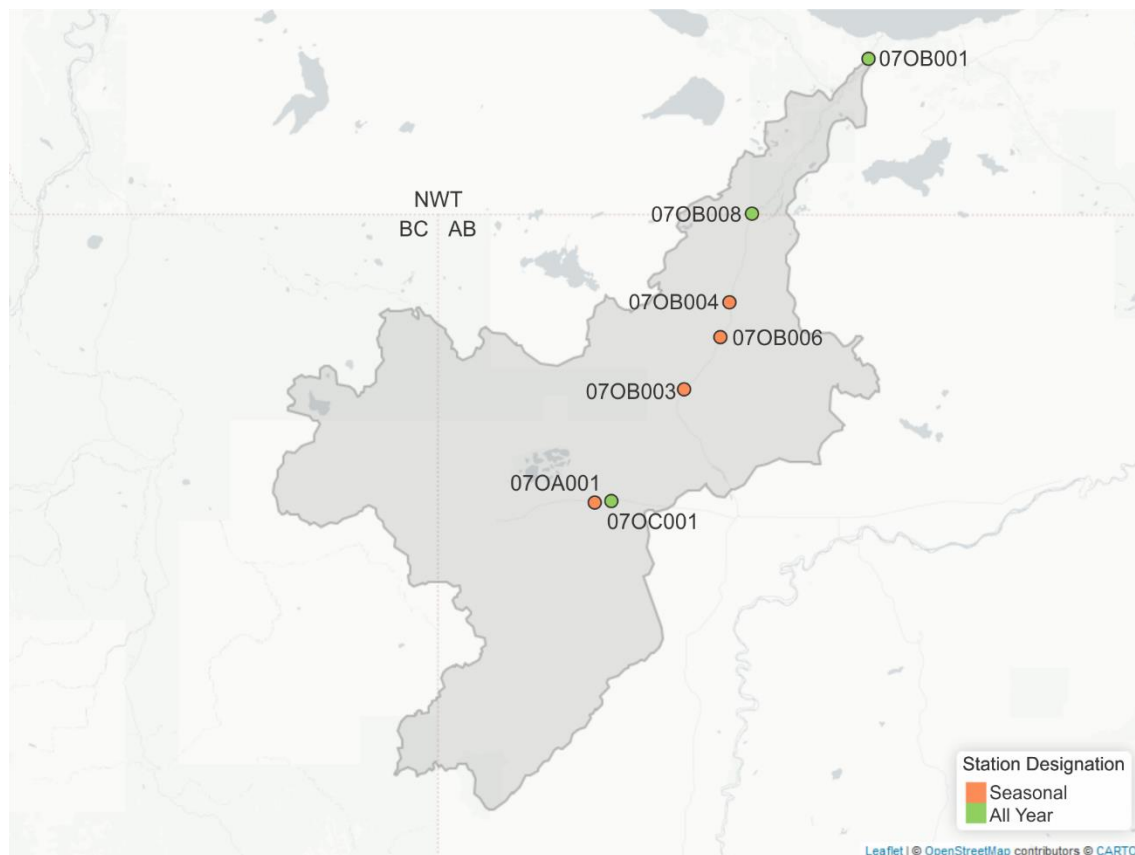 07OB001
NWT
07OB008
BC AB
07OB004
07OB006
07OB003
07OA001
07OC001
Station Designation
Seasonal
All Year
Leaflet | © OpenStreetMap contributors © CARTO